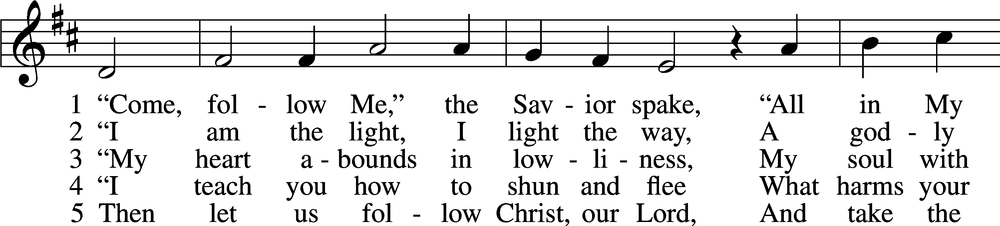 1 “Come, fol - low Me,” the Sav - ior spake, “All in My
2 “I am the light, I light the way, A god - ly
3 “My heart a - bounds in low - li - ness, My soul with
4 “I teach you how to shun and flee What harms your
5 Then let us fol - low Christ, our Lord, And take the